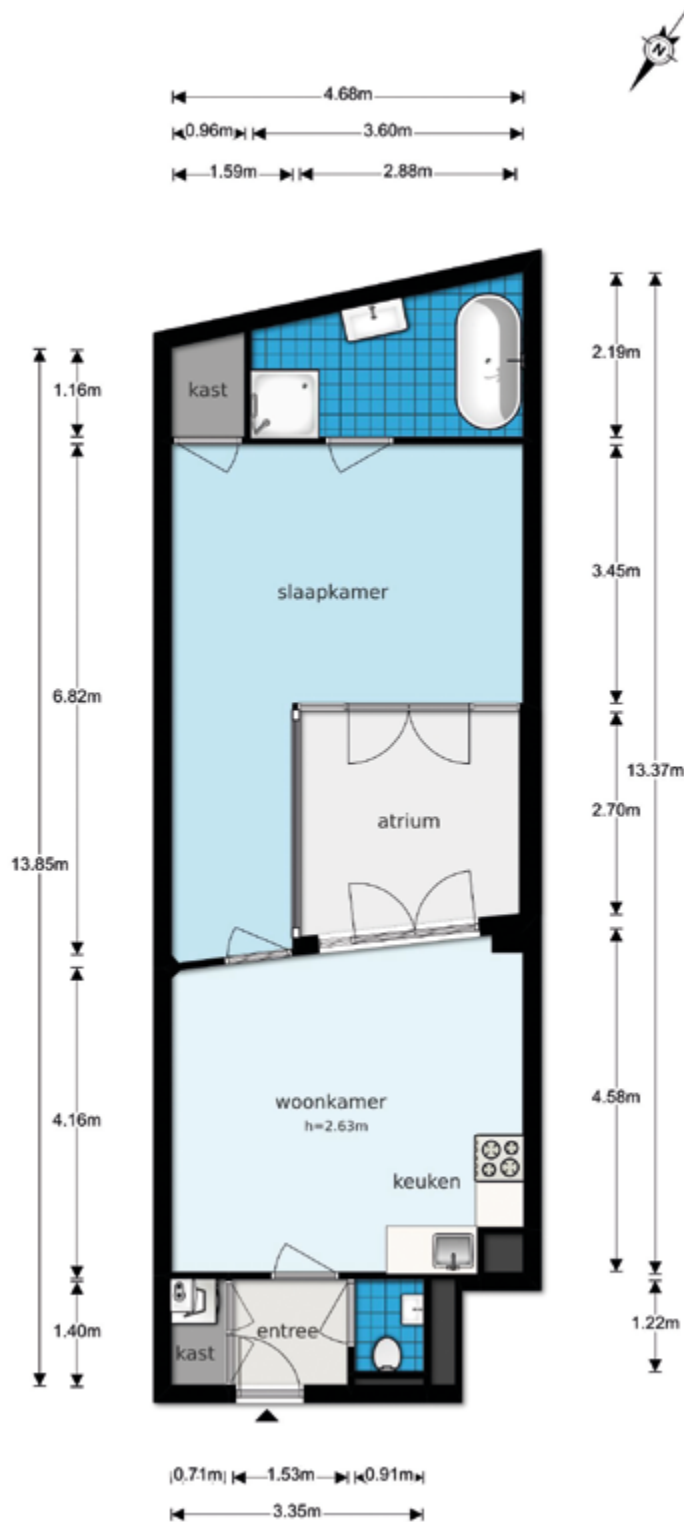 N
4.68m
0.96m
3.60m
1.59m
2.88m
kast
1.16m
2.19m
slaapkamer
3.45m
6.82m
13.37m
2.70m
atrium
13.85m
woonkamer
h=2.63m
4.16m
4.58m
keuken
entree
kast
1.40m
1.22m
0.71m
1.53m
0.91m
3.35m